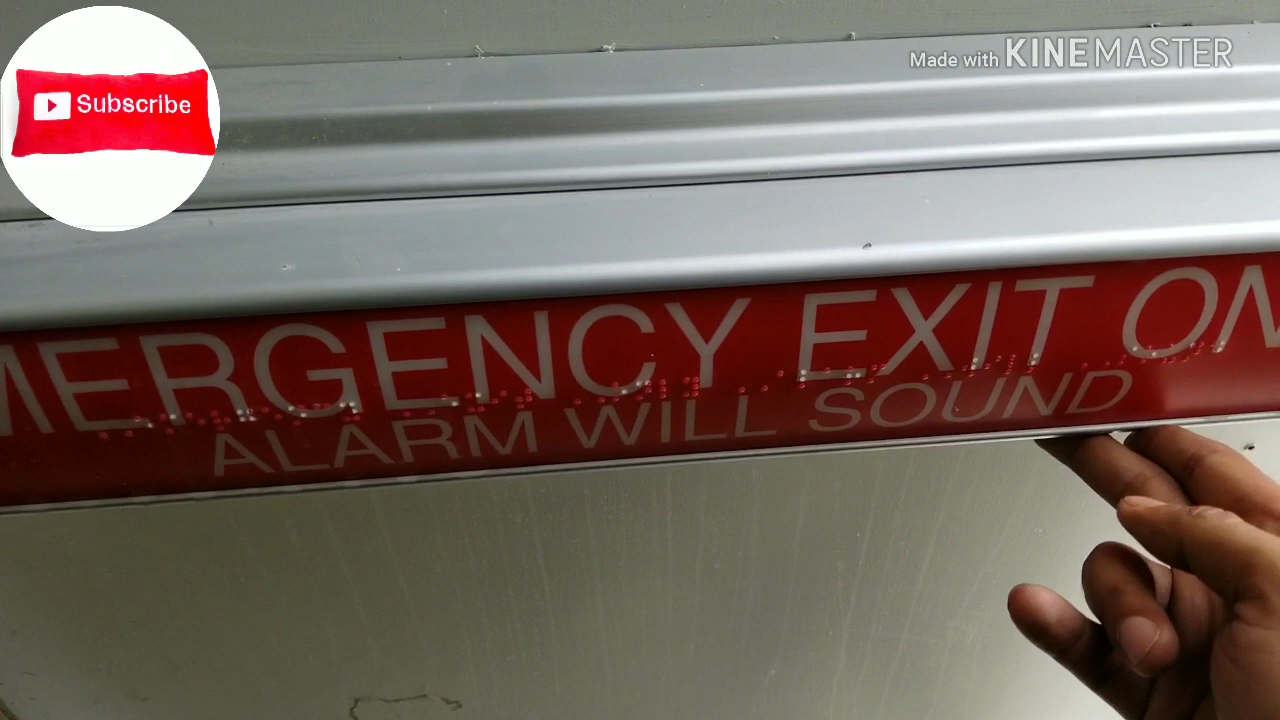 Made with KINEMASTER
Subscribe
MERGENCY EXIT ON
ALARM WILL SOUND